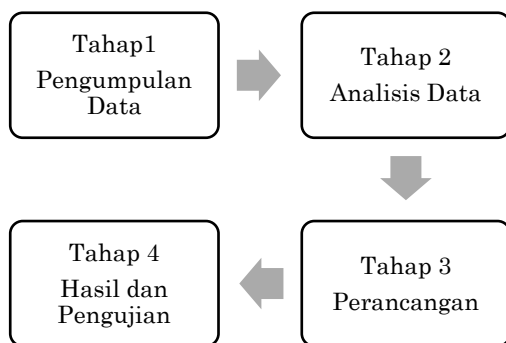 Tahap1
Pengumpulan
Data
Tahap 2
Analisis Data
Tahap 3
Perancangan
Tahap 4
Hasil dan
Pengujian